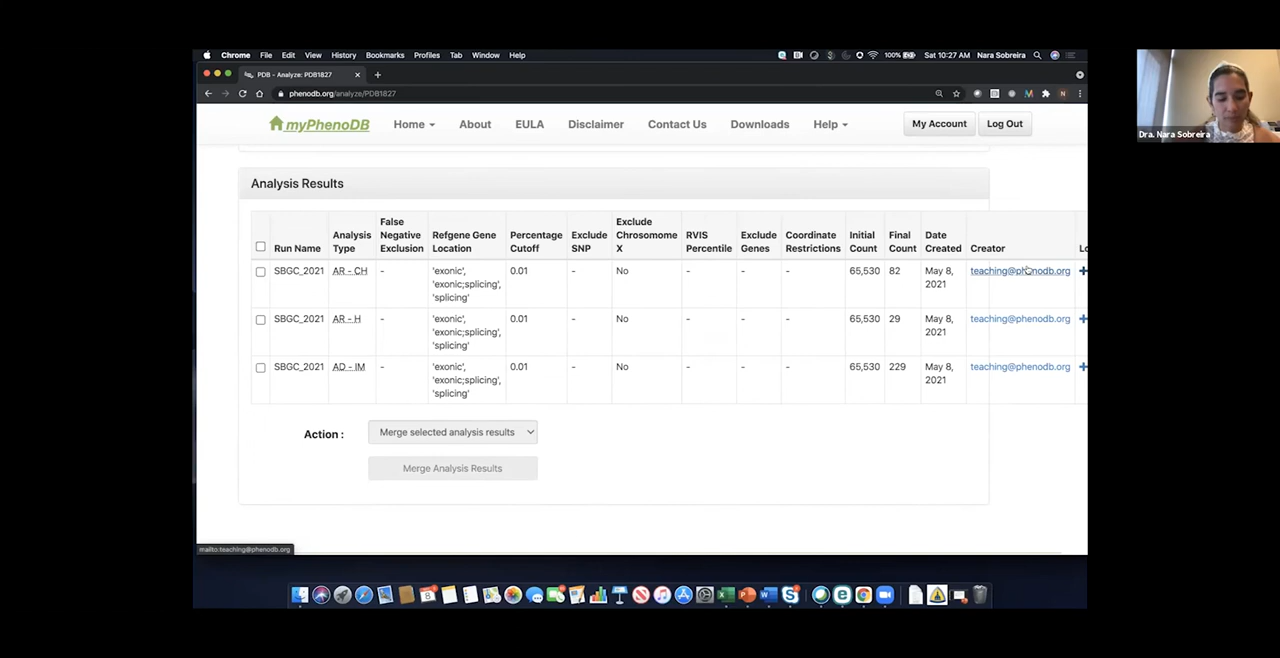 Chrome File Edit View History Bookmarks Profiles Tab Window Help 100% Sat 10:27 AM Nara Sobreira
PDB - Analyze: PDB1827
phenodb.org/analyze/PDB1827
myPhenoDB Home About EULA Disclaimer Contact Us Downloads Help My Account Log Out
Dra. Nara Sobreira
Analysis Results
Run Name
Analysis Type
False Negative Exclusion
Refgene Gene Location
Percentage Cutoff
Exclude SNP
Exclude Chromosome X
RVIS Percentile
Exclude Genes
Coordinate Restrictions
Initial Count
Final Count
Date Created
Creator
Lo
SBGC_2021 AR - CH - 'exonic', 0.01 - No - - - 65,530 82 May 8, teaching@phenodb.org
'exonic;splicing', 2021
'splicing'
SBGC_2021 AR - H - 'exonic', 0.01 - No - - - 65,530 29 May 8, teaching@phenodb.org
'exonic;splicing', 2021
'splicing'
SBGC_2021 AD - IM - 'exonic', 0.01 - No - - - 65,530 229 May 8, teaching@phenodb.org
'exonic;splicing', 2021
'splicing'
Action : Merge selected analysis results
Merge Analysis Results
mailto:teaching@phenodb.org